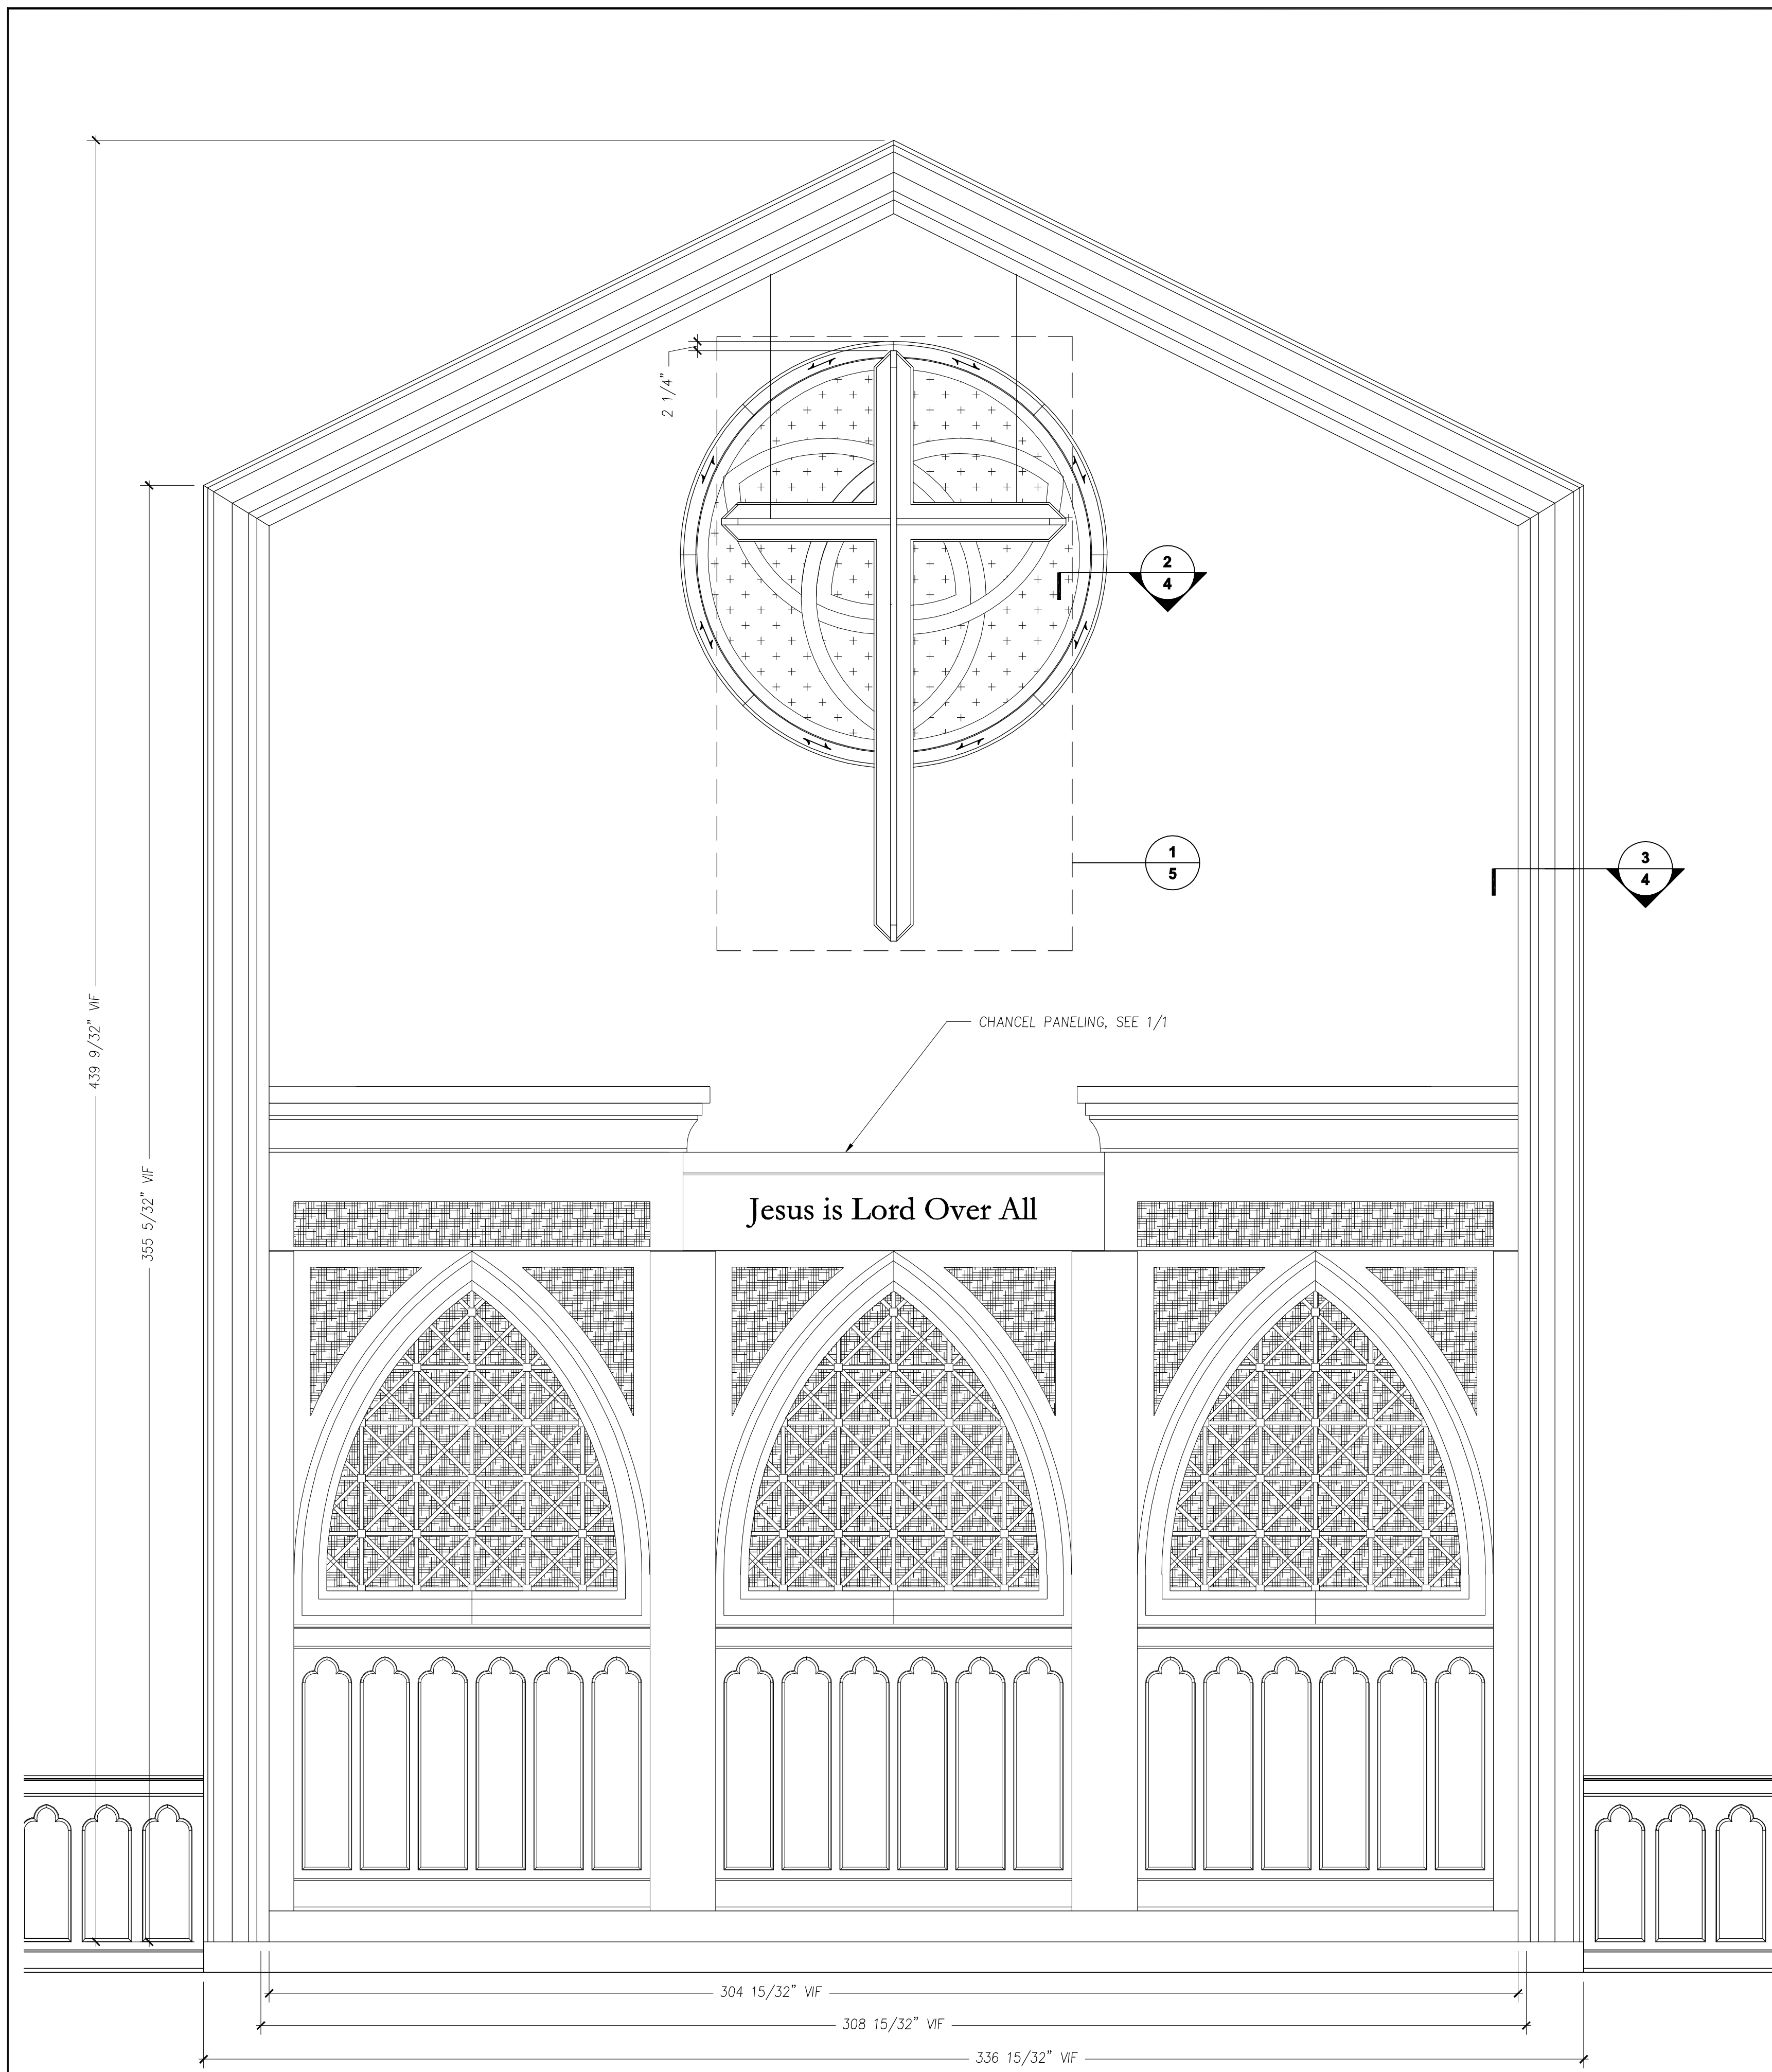 2 1/4"
2
4
1
5
3
4
439 9/32" VIF
355 5/32" VIF
CHANCEL PANELING, SEE 1/1
Jesus is Lord Over All
304 15/32" VIF
308 15/32" VIF
336 15/32" VIF